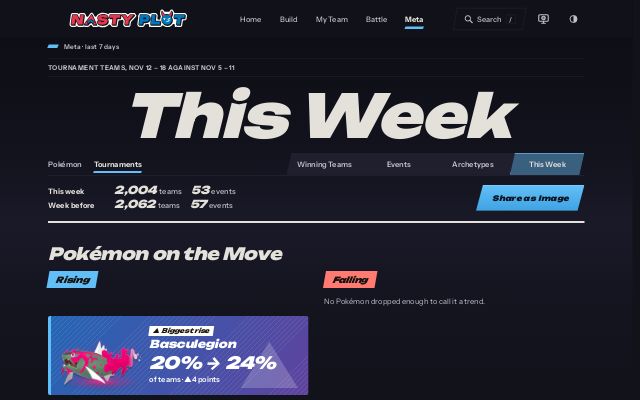 NASTY PLOT
Home Build My Team Battle Meta Search /
Meta · last 7 days
TOURNAMENT TEAMS, NOV 12 – 18 AGAINST NOV 5 – 11
This Week
Pokémon Tournaments Winning Teams Events Archetypes This Week
This week 2,004 teams 53 events
Week before 2,062 teams 57 events
Share as Image
Pokémon on the Move
Rising
Falling
No Pokémon dropped enough to call it a trend.
▲ Biggest rise
Basculegion
20% → 24%
of teams · ▲4 points